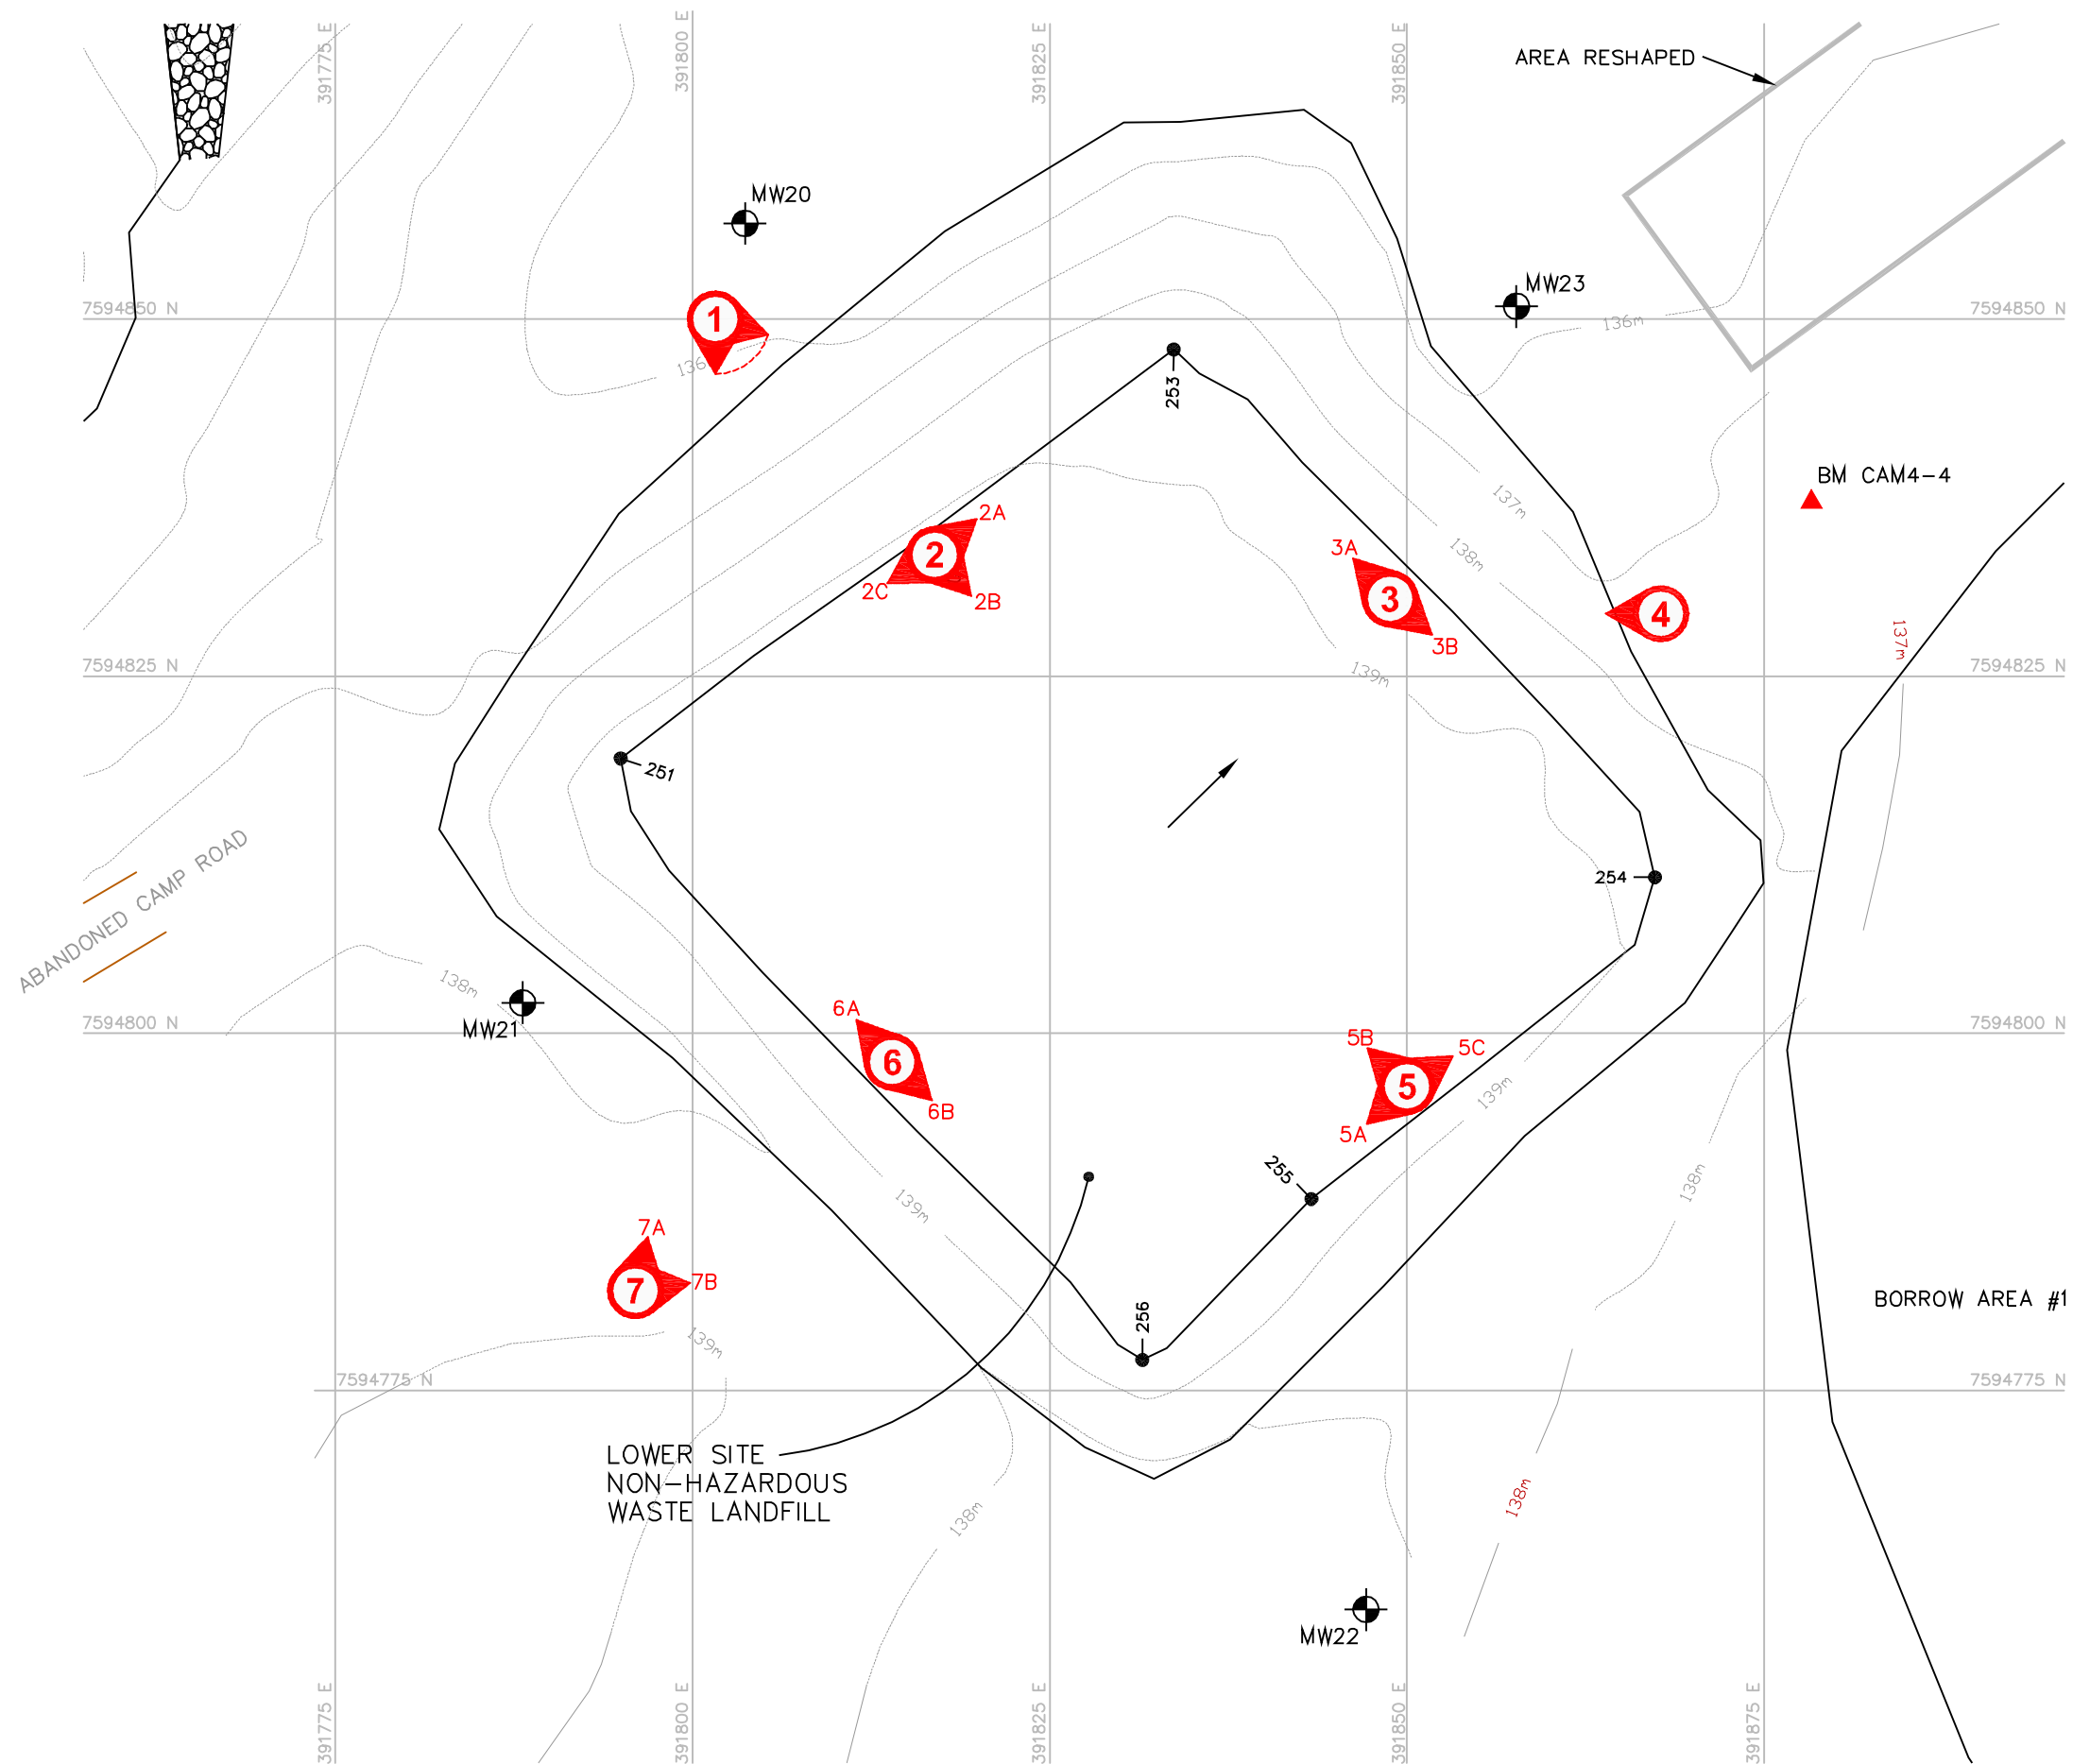 391775 E
391800 E
391825 E
391850 E
AREA RESHAPED
MW20
MW23
7594850 N
7594850 N
1
136
136m
253
BM CAM4-4
137m
2A
2
2C
2B
138m
3A
3
3B
4
137m
7594825 N
7594825 N
139m
251
254
ABANDONED CAMP ROAD
138m
MW21
7594800 N
7594800 N
6A
6
6B
5B
5C
5
5A
139m
139m
255
138m
7A
7
7B
139m
256
BORROW AREA #1
7594775 N
7594775 N
LOWER SITE
NON-HAZARDOUS
WASTE LANDFILL
138m
138m
MW22
391775 E
391800 E
391825 E
391850 E
391875 E